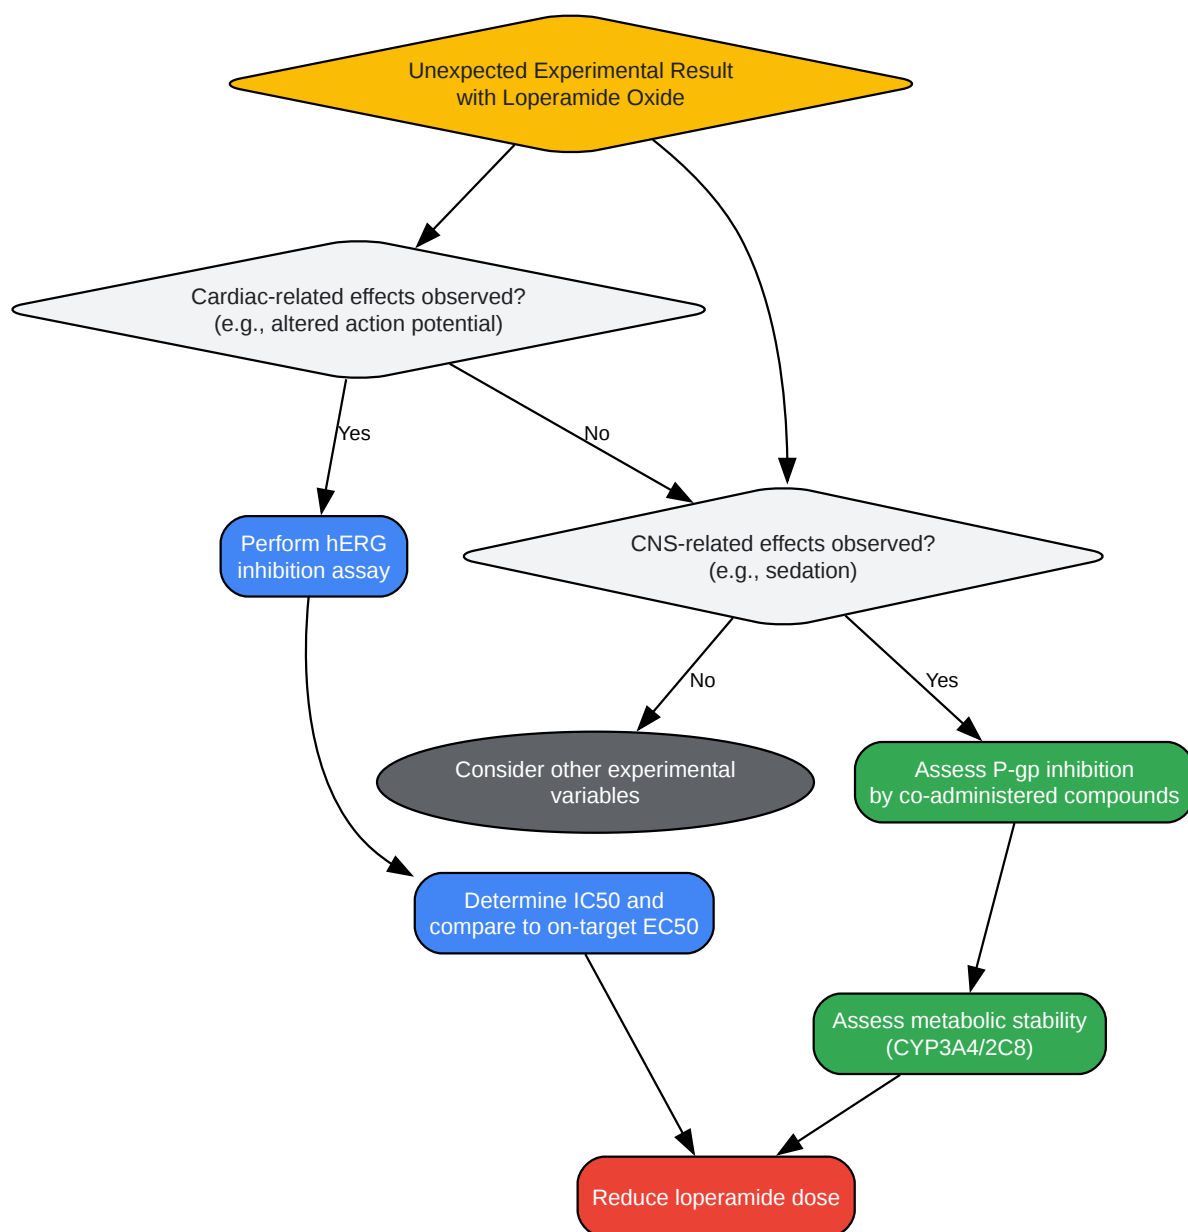 Unexpected Experimental Result
with Loperamide Oxide
Cardiac-related effects observed?
(e.g., altered action potential)
Yes
No
Perform hERG
inhibition assay
CNS-related effects observed?
(e.g., sedation)
No
Yes
Consider other experimental
variables
Assess P-gp inhibition
by co-administered compounds
Determine IC50 and
compare to on-target EC50
Assess metabolic stability
(CYP3A4/2C8)
Reduce loperamide dose